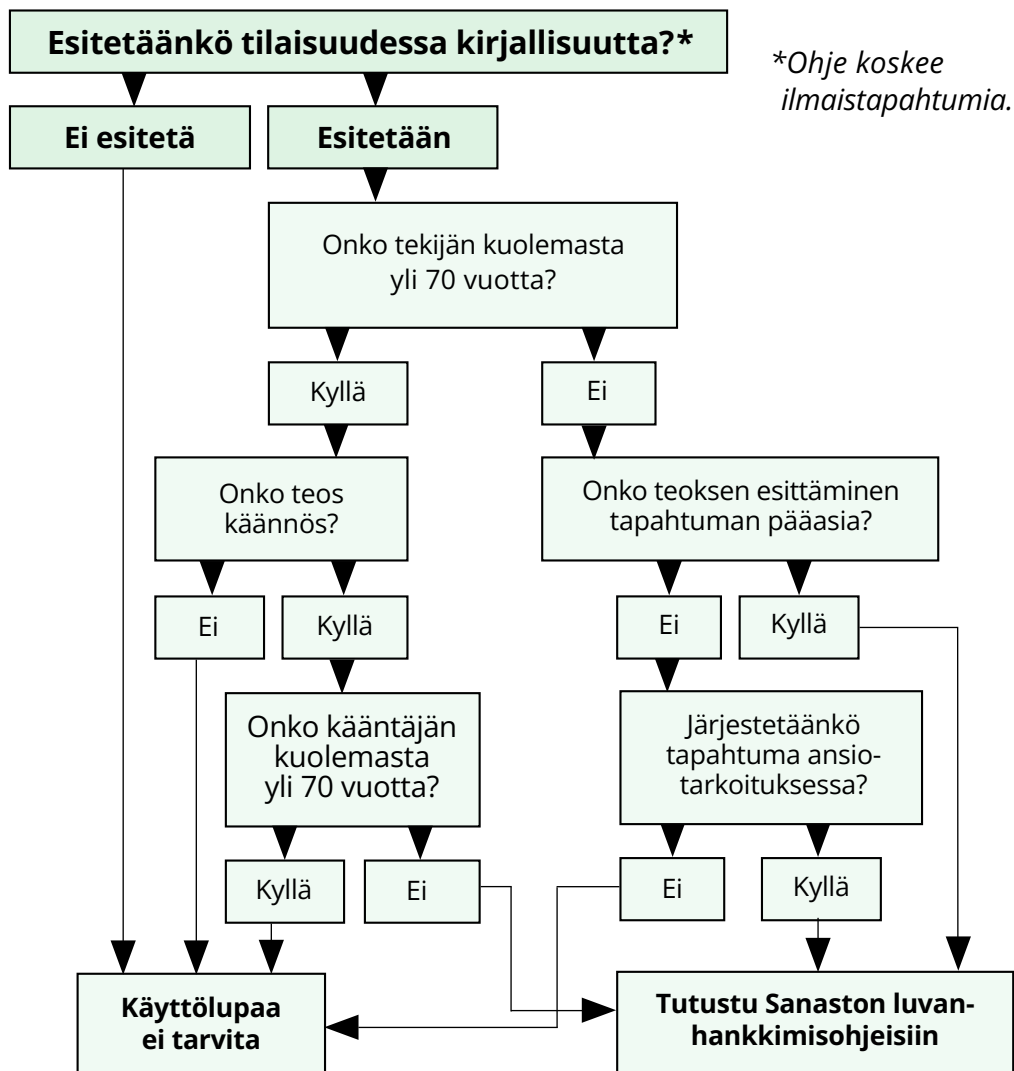 Esitetäänkö tilaisuudessa kirjallisuutta?*
*Ohje koskee
ilmaistapahtumia.
Ei esitetä
Esitetään
Onko tekijän kuolemasta
yli 70 vuotta?
Kyllä
Ei
Onko teos
käännös?
Onko teoksen esittäminen
tapahtuman pääasia?
Ei
Kyllä
Ei
Kyllä
Onko kääntäjän
kuolemasta
yli 70 vuotta?
Järjestetäänkö
tapahtuma ansio-
tarkoituksessa?
Kyllä
Ei
Ei
Kyllä
Käyttölupaa
ei tarvita
Tutustu Sanaston luvan-
hankkimisohjeisiin